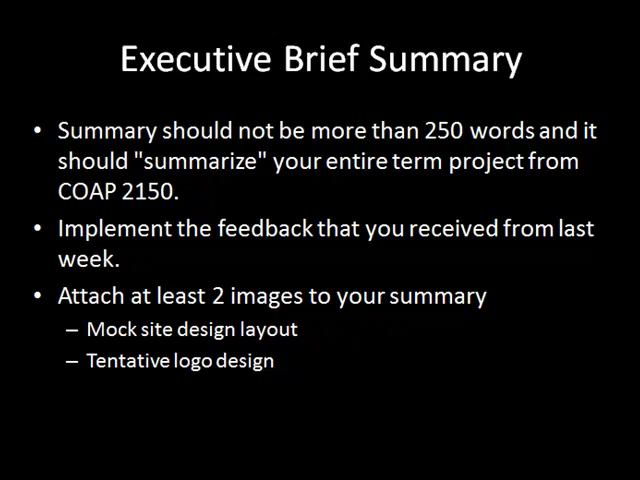 Executive Brief Summary
• Summary should not be more than 250 words and it
should "summarize" your entire term project from
COAP 2150.
• Implement the feedback that you received from last
week.
• Attach at least 2 images to your summary
– Mock site design layout
– Tentative logo design